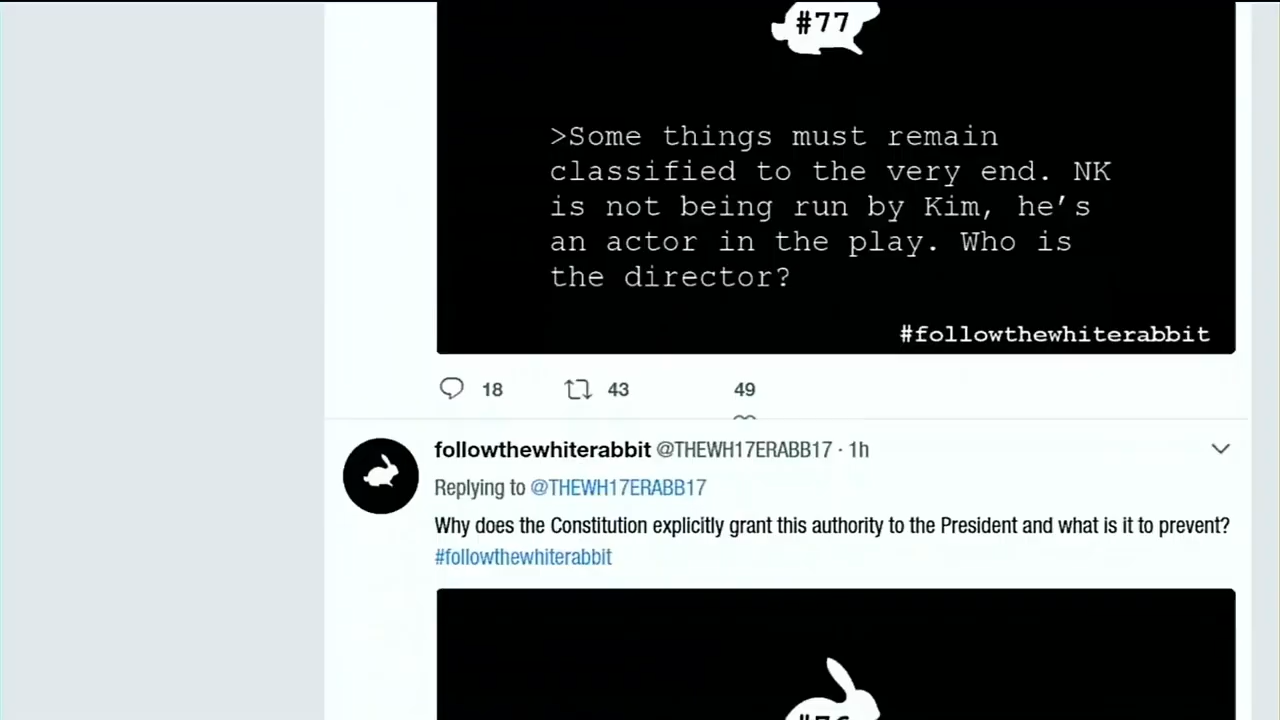 #77
>Some things must remain
classified to the very end. NK
is not being run by Kim, he's
an actor in the play. Who is
the director?
#followthewhiterabbit
18 43 49
followthewhiterabbit @THEWH17ERABB17 · 1h
Replying to @THEWH17ERABB17
Why does the Constitution explicitly grant this authority to the President and what is it to prevent?
#followthewhiterabbit
#76